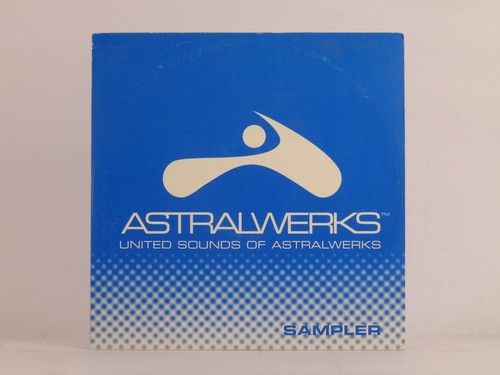 ASTRALWERKS™
UNITED SOUNDS OF ASTRALWERKS
SAMPLER